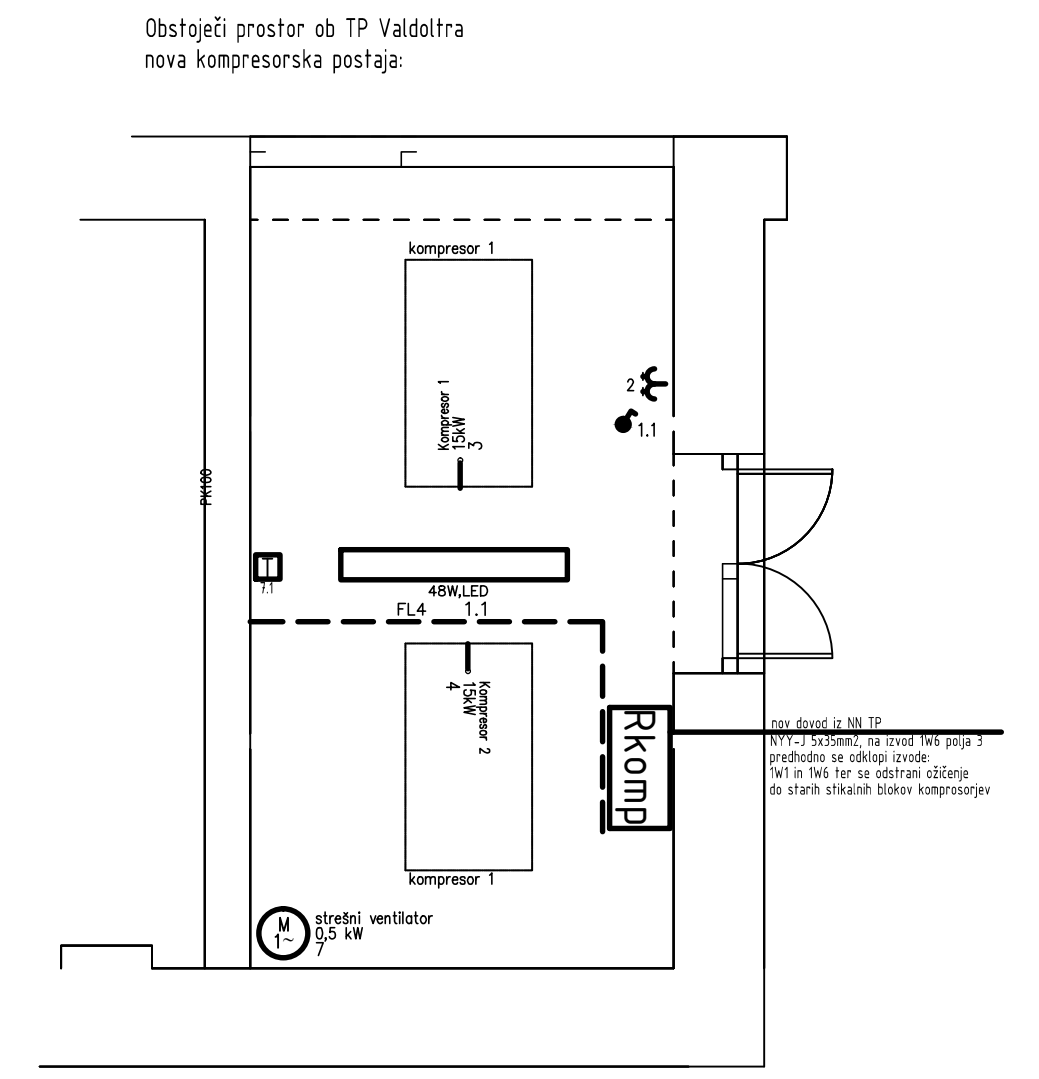 Obstoječi prostor ob TP Valdoltra
nova kompresorska postaja:
kompresor 1
Kompresor 1
15kW
3
2
1.1
PK100
T
7.1
48W,LED
FL4 1.1
Kompresor 2
15kW
4
Rkomp
nov dovod iz NN TP
NYY-J 5x35mm2, na izvod 1W6 polja 3
predhodno se odklopi izvode:
1W1 in 1W6 ter se odstrani ožičenje
do starih stikalnih blokov komprosorjev
kompresor 1
M
1~
strešni ventilator
0,5 kW
7